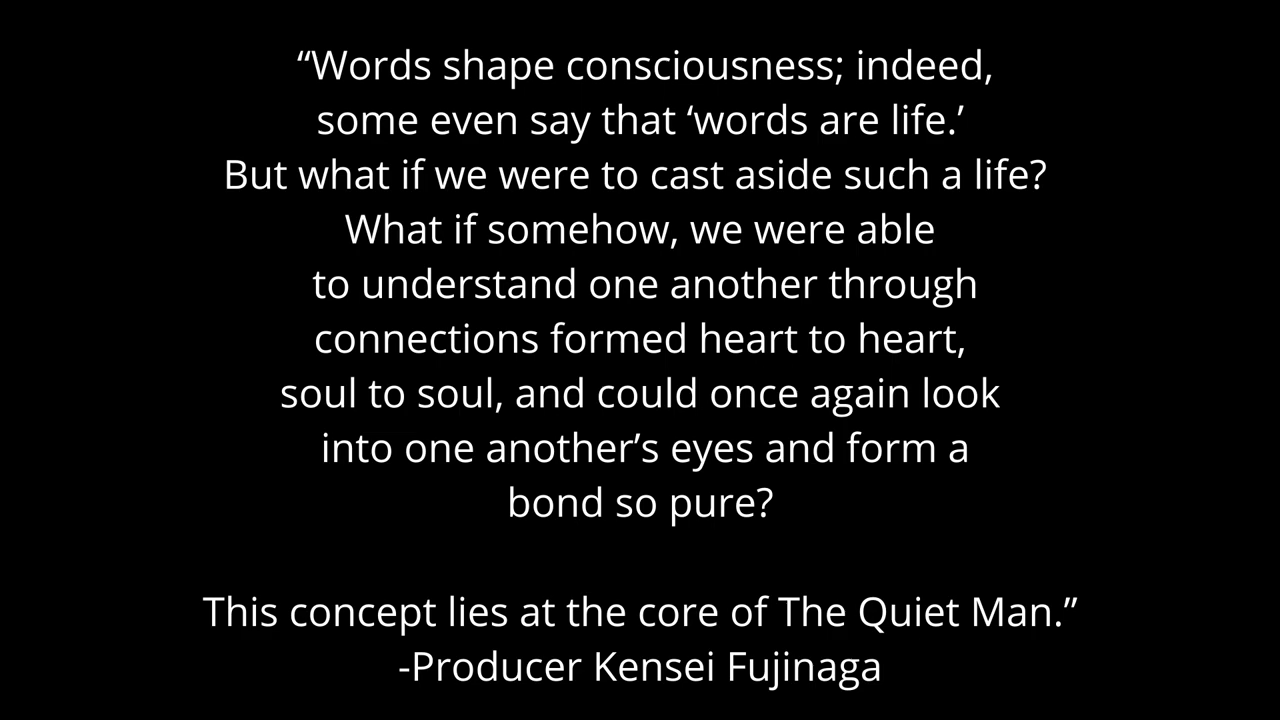 “Words shape consciousness; indeed,
some even say that ‘words are life.’
But what if we were to cast aside such a life?
What if somehow, we were able
to understand one another through
connections formed heart to heart,
soul to soul, and could once again look
into one another’s eyes and form a
bond so pure?
This concept lies at the core of The Quiet Man.”
-Producer Kensei Fujinaga